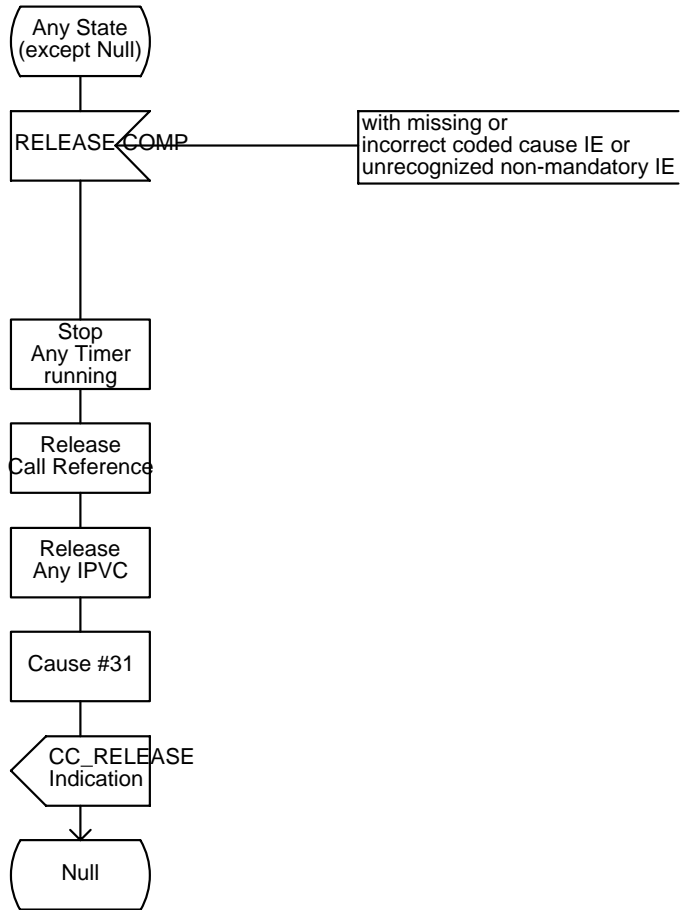 Any State
(except Null)
RELEASE COMP
with missing or
incorrect coded cause IE or
unrecognized non-mandatory IE
Stop
Any Timer
running
Release
Call Reference
Release
Any IPVC
Cause #31
CC_RELEASE
Indication
Null